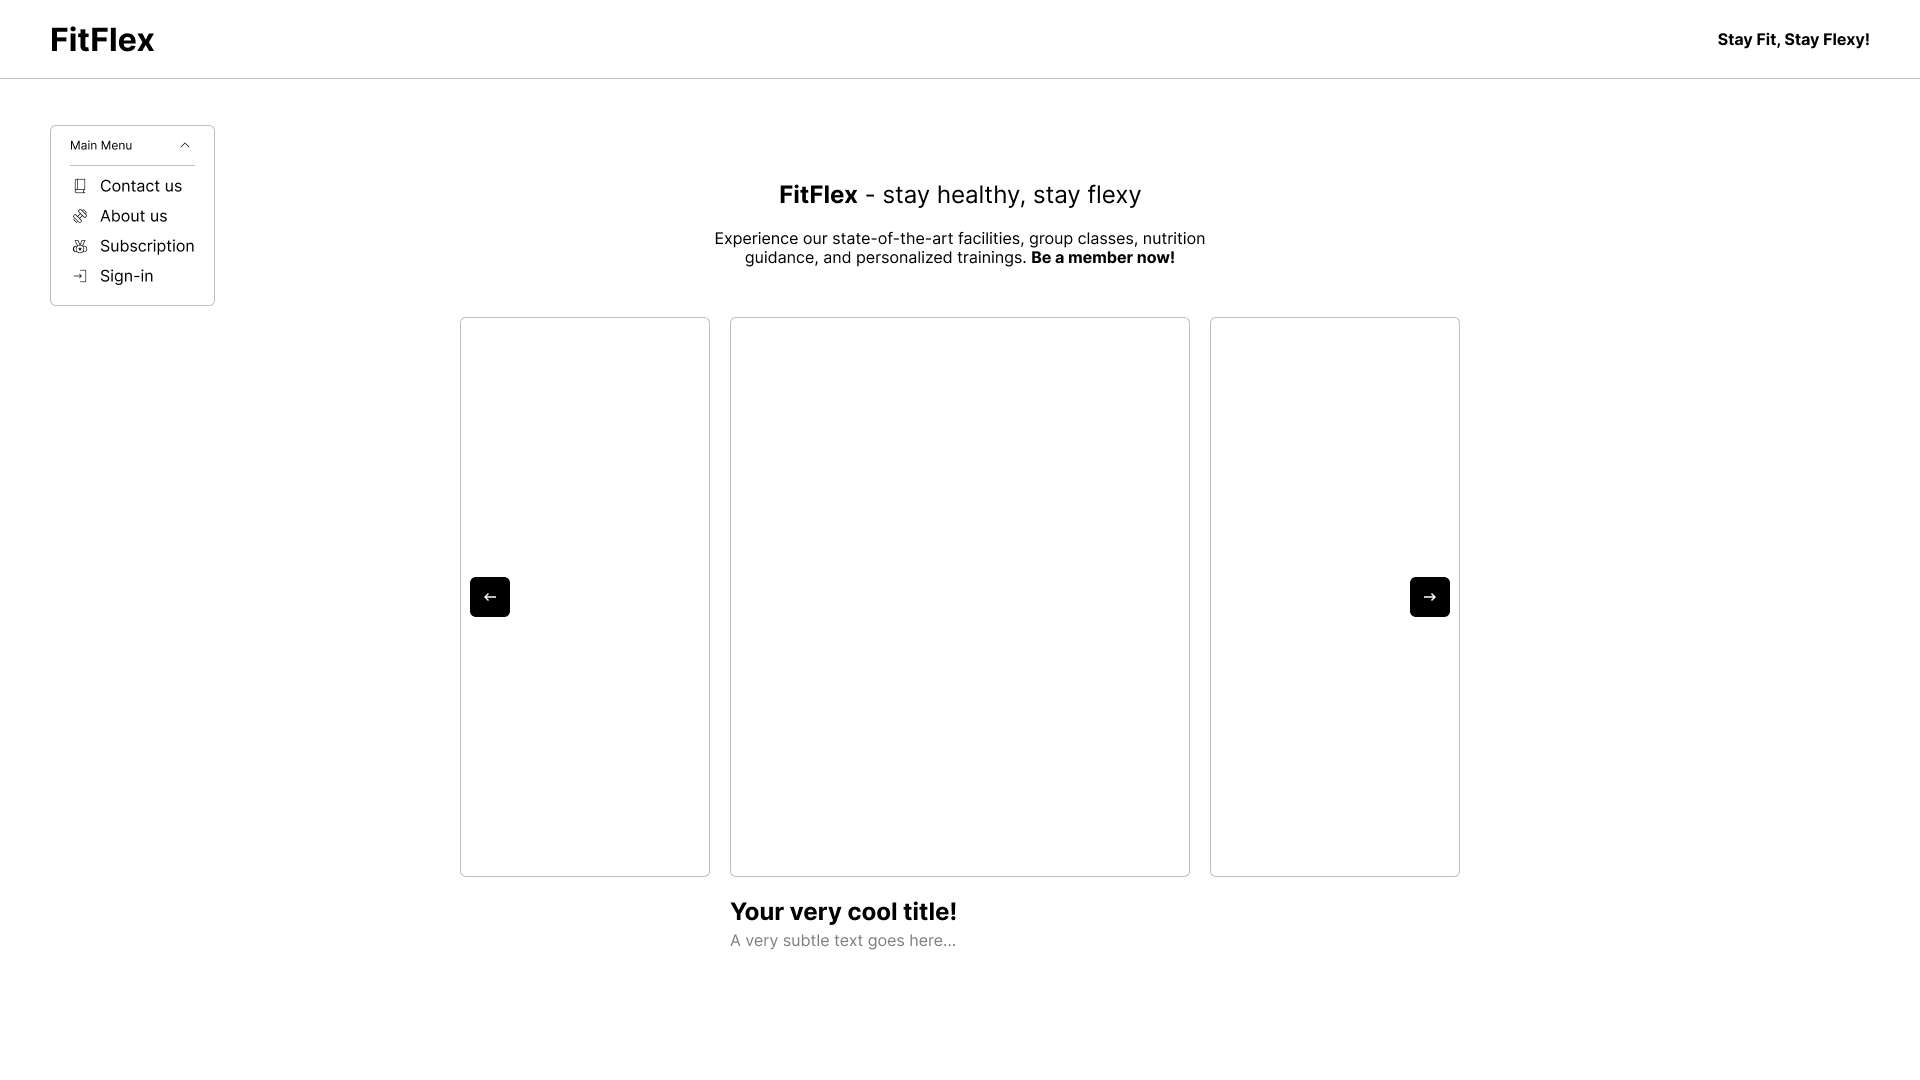 FitFlex
Stay Fit, Stay Flexy!
Main Menu
Contact us
About us
Subscription
Sign-in
FitFlex - stay healthy, stay flexy
Experience our state-of-the-art facilities, group classes, nutrition
guidance, and personalized trainings. Be a member now!
Your very cool title!
A very subtle text goes here...